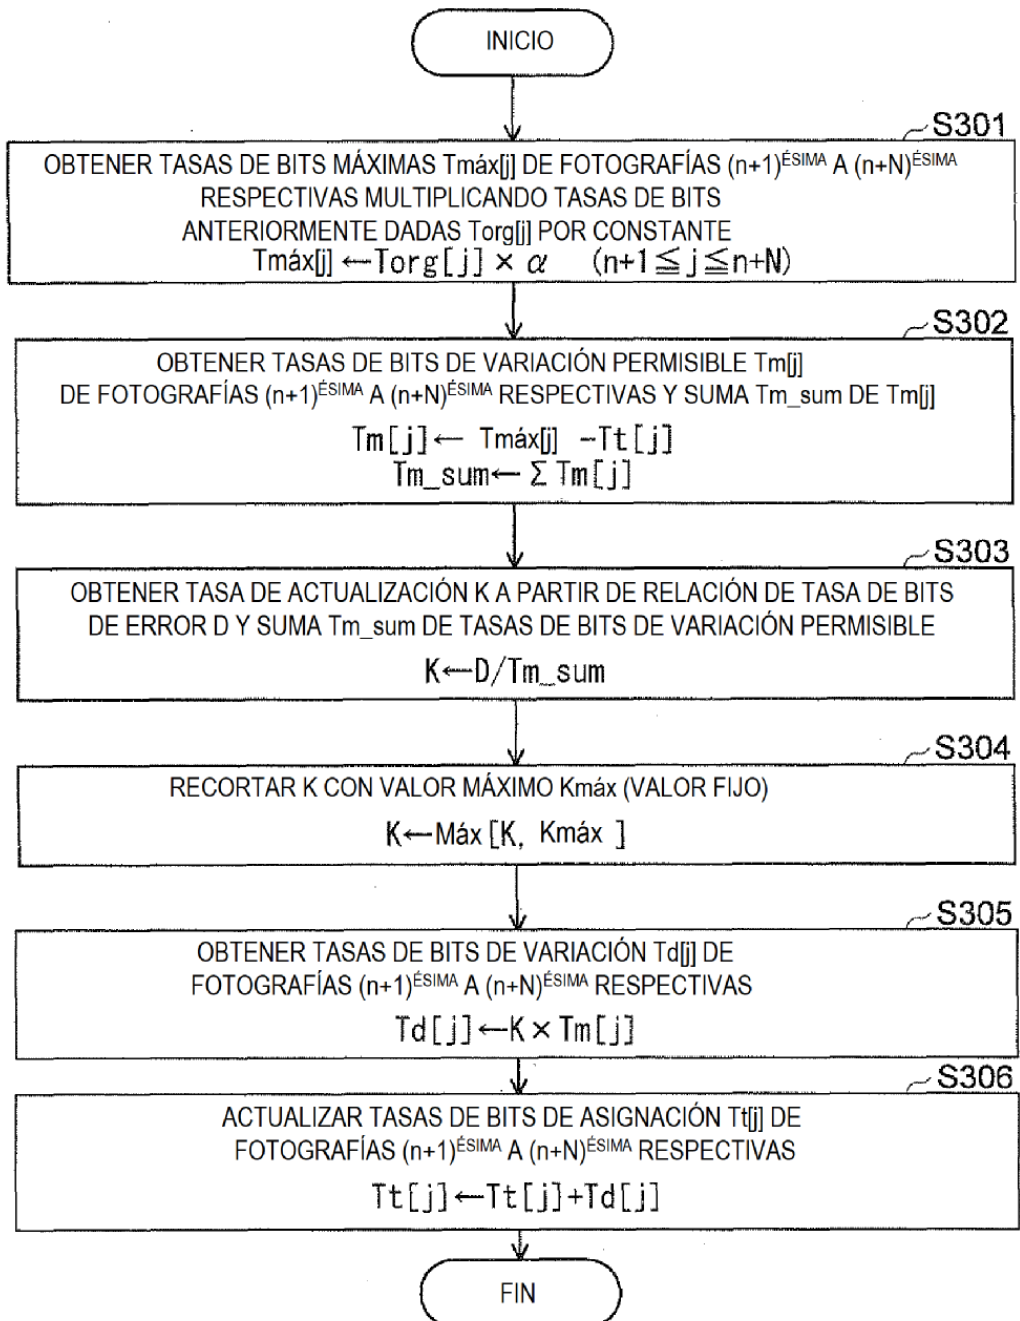 INICIO
S301
OBTENER TASAS DE BITS MÁXIMAS Tmáx[j] DE FOTOGRAFÍAS (n+1)ÉSIMA A (n+N)ÉSIMA
RESPECTIVAS MULTIPLICANDO TASAS DE BITS
ANTERIORMENTE DADAS Torg[j] POR CONSTANTE
Tmáx[j] ← Torg[j] × α (n+1 ≦ j ≦ n+N)
S302
OBTENER TASAS DE BITS DE VARIACIÓN PERMISIBLE Tm[j]
DE FOTOGRAFÍAS (n+1)ÉSIMA A (n+N)ÉSIMA RESPECTIVAS Y SUMA Tm_sum DE Tm[j]
Tm[j] ← Tmáx[j] -Tt[j]
Tm_sum ← Σ Tm[j]
S303
OBTENER TASA DE ACTUALIZACIÓN K A PARTIR DE RELACIÓN DE TASA DE BITS
DE ERROR D Y SUMA Tm_sum DE TASAS DE BITS DE VARIACIÓN PERMISIBLE
K ← D/Tm_sum
S304
RECORTAR K CON VALOR MÁXIMO Kmáx (VALOR FIJO)
K ← Máx [K, Kmáx ]
S305
OBTENER TASAS DE BITS DE VARIACIÓN Td[j] DE
FOTOGRAFÍAS (n+1)ÉSIMA A (n+N)ÉSIMA RESPECTIVAS
Td[j] ← K × Tm[j]
S306
ACTUALIZAR TASAS DE BITS DE ASIGNACIÓN Tt[j] DE
FOTOGRAFÍAS (n+1)ÉSIMA A (n+N)ÉSIMA RESPECTIVAS
Tt[j] ← Tt[j]+Td[j]
FIN